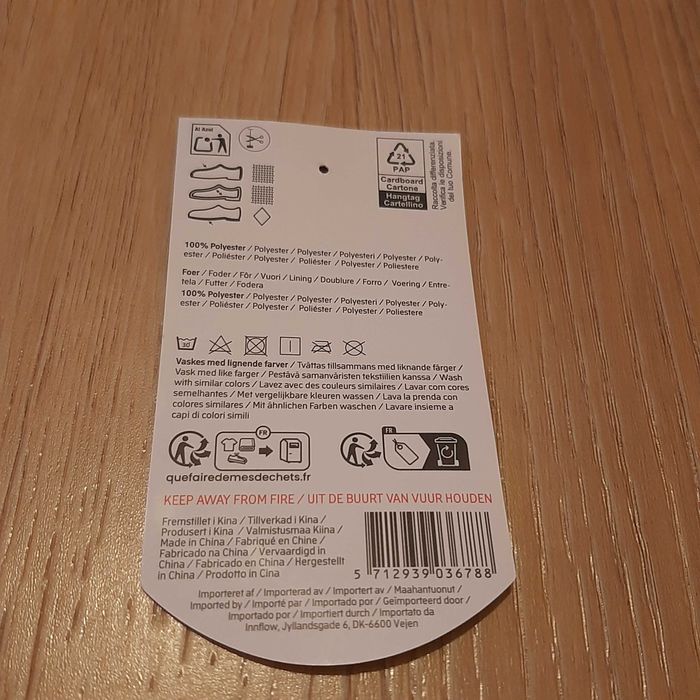 Al Azul
21
PAP
Cardboard
Cartone
Hangtag
Cartellino
Raccolta differenziata.
Verifica le disposizioni
del tuo Comune.
100% Polyester / Polyester / Polyester / Polyesteri / Polyester / Poly-
ester / Poliéster / Polyester / Poliéster / Polyester / Poliestere
Foer / Foder / Fôr / Vuori / Lining / Doublure / Forro / Voering / Entre-
tela / Futter / Fodera
100% Polyester / Polyester / Polyester / Polyesteri / Polyester / Poly-
ester / Poliéster / Polyester / Poliéster / Polyester / Poliestere
30
Vaskes med lignende farver / Tvättas tillsammans med liknande färger /
Vask med like farger / Pestävä samanväristen tekstiilien kanssa / Wash
with similar colors / Lavez avec des couleurs similaires / Lavar com cores
semelhantes / Met vergelijkbare kleuren wassen / Lava la prenda con
colores similares / Mit ähnlichen Farben waschen / Lavare insieme a
capi di colori simili
FR
FR
quefairedemesdechets.fr
KEEP AWAY FROM FIRE / UIT DE BUURT VAN VUUR HOUDEN
Fremstillet i Kina / Tillverkad i Kina /
Produsert i Kina / Valmistusmaa Kiina /
Made in China / Fabriqué en Chine /
Fabricado na China / Vervaardigd in
China / Fabricado en China / Hergestellt
in China / Prodotto in Cina
5 712939 036788
Importeret af / Importerad av / Importert av / Maahantuonut /
Imported by / Importé par / Importado por / Geïmporteerd door /
Importado por / Importiert durch / Importato da
Innflow, Jyllandsgade 6, DK-6600 Vejen